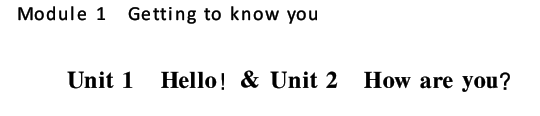 Module 1 Getting to know you
Unit 1 Hello! & Unit 2 How are you?